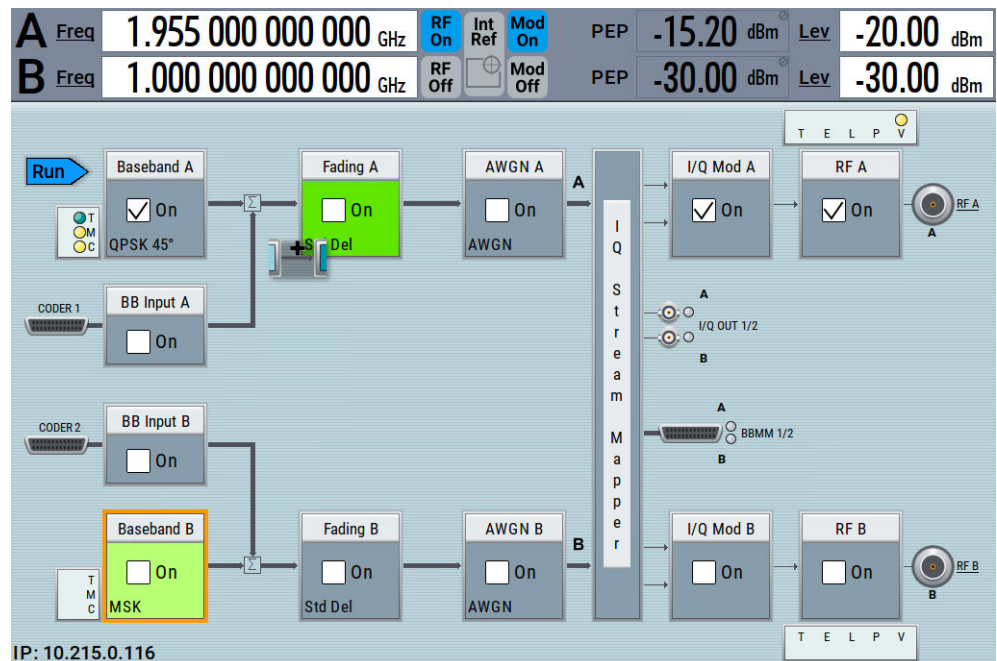 A Freq 1.955 000 000 000 GHz RF On Int Ref Mod On PEP -15.20 dBm Lev -20.00 dBm
B Freq 1.000 000 000 000 GHz RF Off Mod Off PEP -30.00 dBm Lev -30.00 dBm
T E L P V
Run
Baseband A
On
QPSK 45°
T
M
C
Σ
Fading A
On
Del
AWGN A
On
AWGN
A
I/Q Mod A
On
RF A
On
RF A
A
CODER 1
BB Input A
On
I Q Stream Mapper
A
I/Q OUT 1/2
B
CODER 2
BB Input B
On
A
BBMM 1/2
B
Baseband B
On
MSK
T
M
C
Σ
Fading B
On
Std Del
AWGN B
On
AWGN
B
I/Q Mod B
On
RF B
On
RF B
B
T E L P V
IP: 10.215.0.116